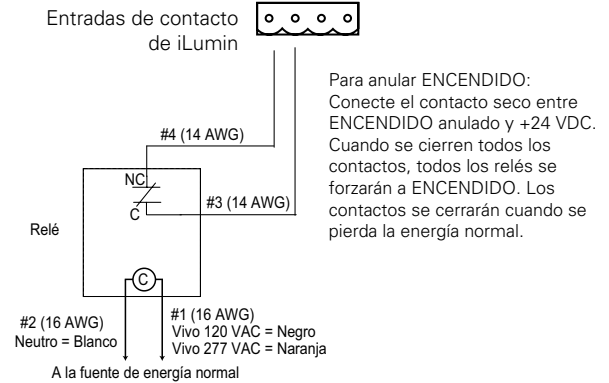 Entradas de contacto
de iLumin
Para anular ENCENDIDO:
Conecte el contacto seco entre
ENCENDIDO anulado y +24 VDC.
Cuando se cierren todos los
contactos, todos los relés se
forzarán a ENCENDIDO. Los
contactos se cerrarán cuando se
pierda la energía normal.
#4 (14 AWG)
NC
C
#3 (14 AWG)
Relé
C
#2 (16 AWG)
Neutro = Blanco
#1 (16 AWG)
Vivo 120 VAC = Negro
Vivo 277 VAC = Naranja
A la fuente de energía normal